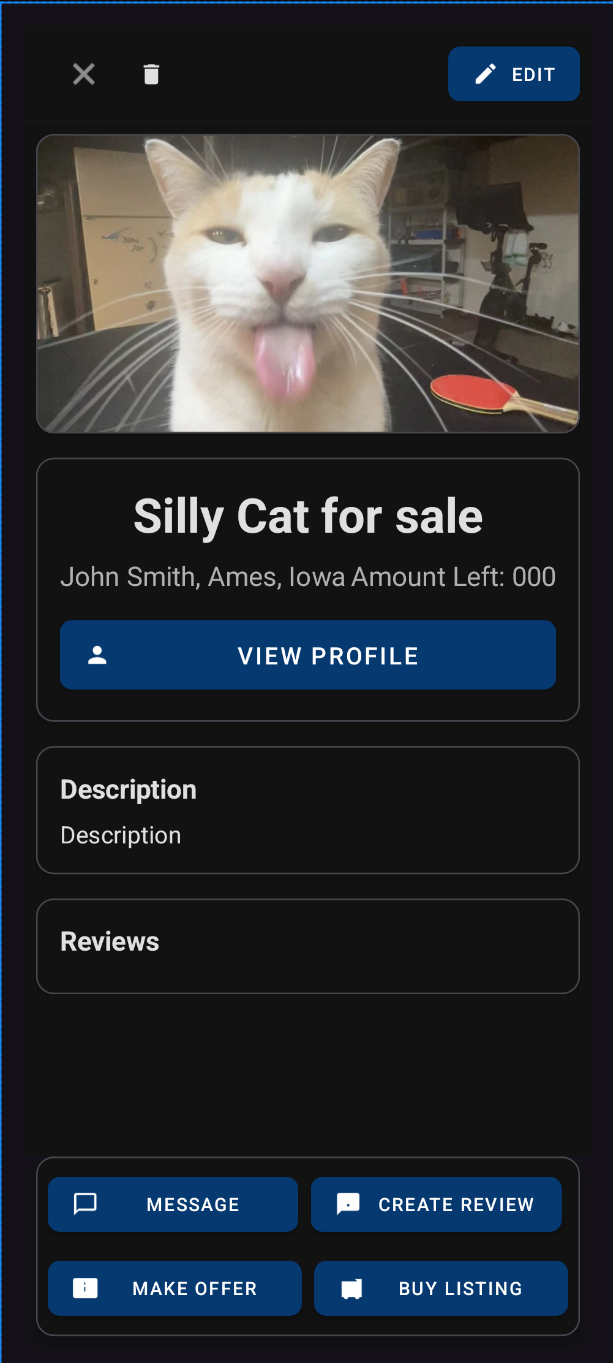 EDIT
Silly Cat for sale
John Smith, Ames, Iowa Amount Left: 000
VIEW PROFILE
Description
Description
Reviews
MESSAGE
CREATE REVIEW
MAKE OFFER
BUY LISTING